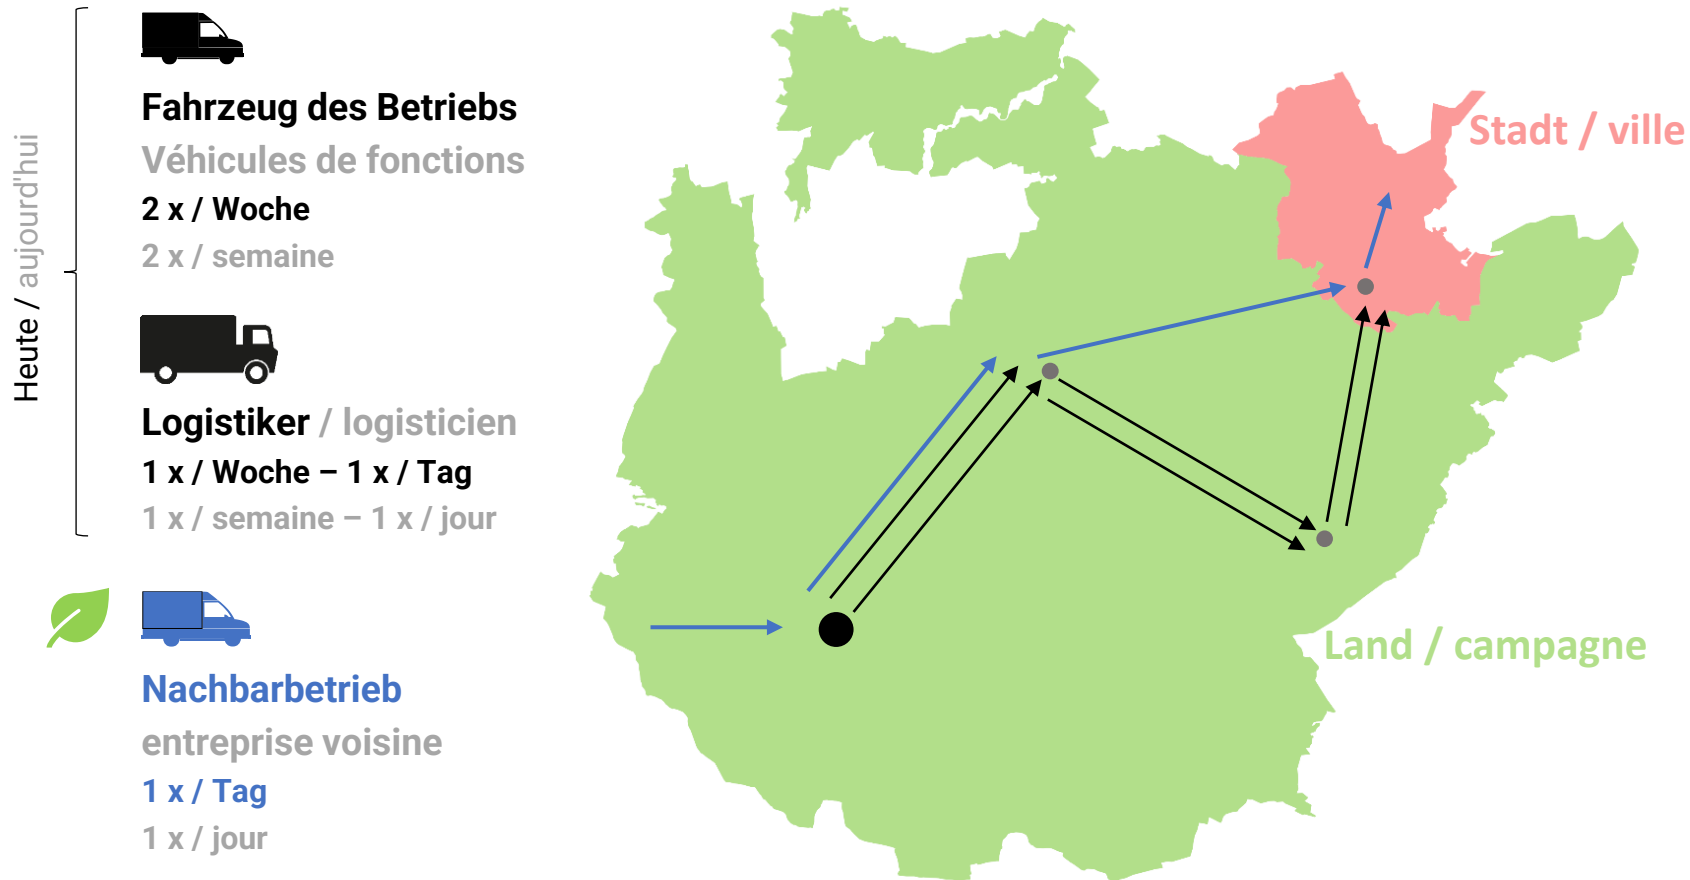 Heute / aujourd'hui
Fahrzeug des Betriebs
Véhicules de fonctions
2 x / Woche
2 x / semaine
Logistiker / logisticien
1 x / Woche – 1 x / Tag
1 x / semaine – 1 x / jour
Nachbarbetrieb
entreprise voisine
1 x / Tag
1 x / jour
Stadt / ville
Land / campagne